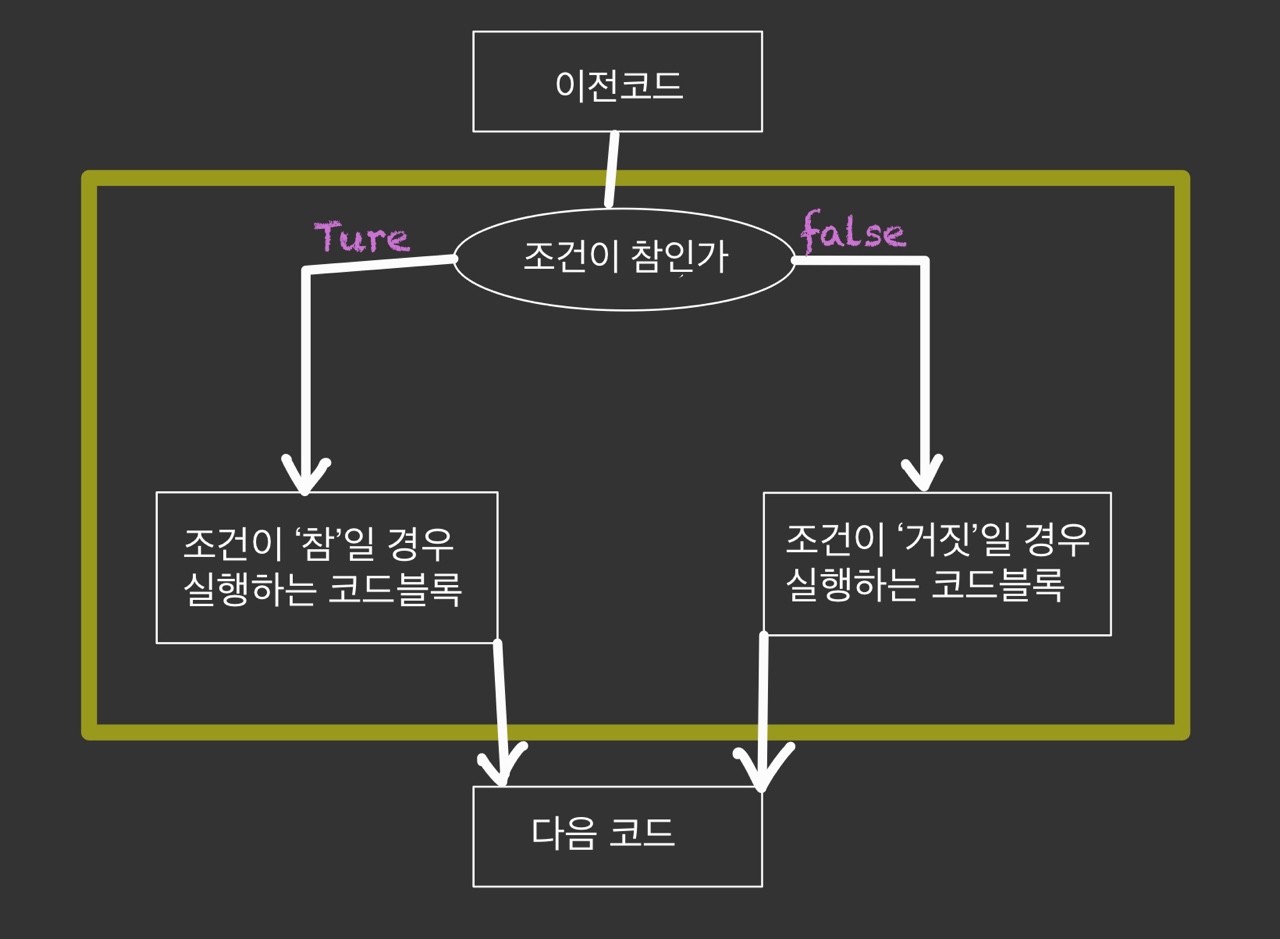 이전코드
Ture
조건이 참인가
false
조건이 ‘참’일 경우
실행하는 코드블록
조건이 ‘거짓’일 경우
실행하는 코드블록
다음 코드